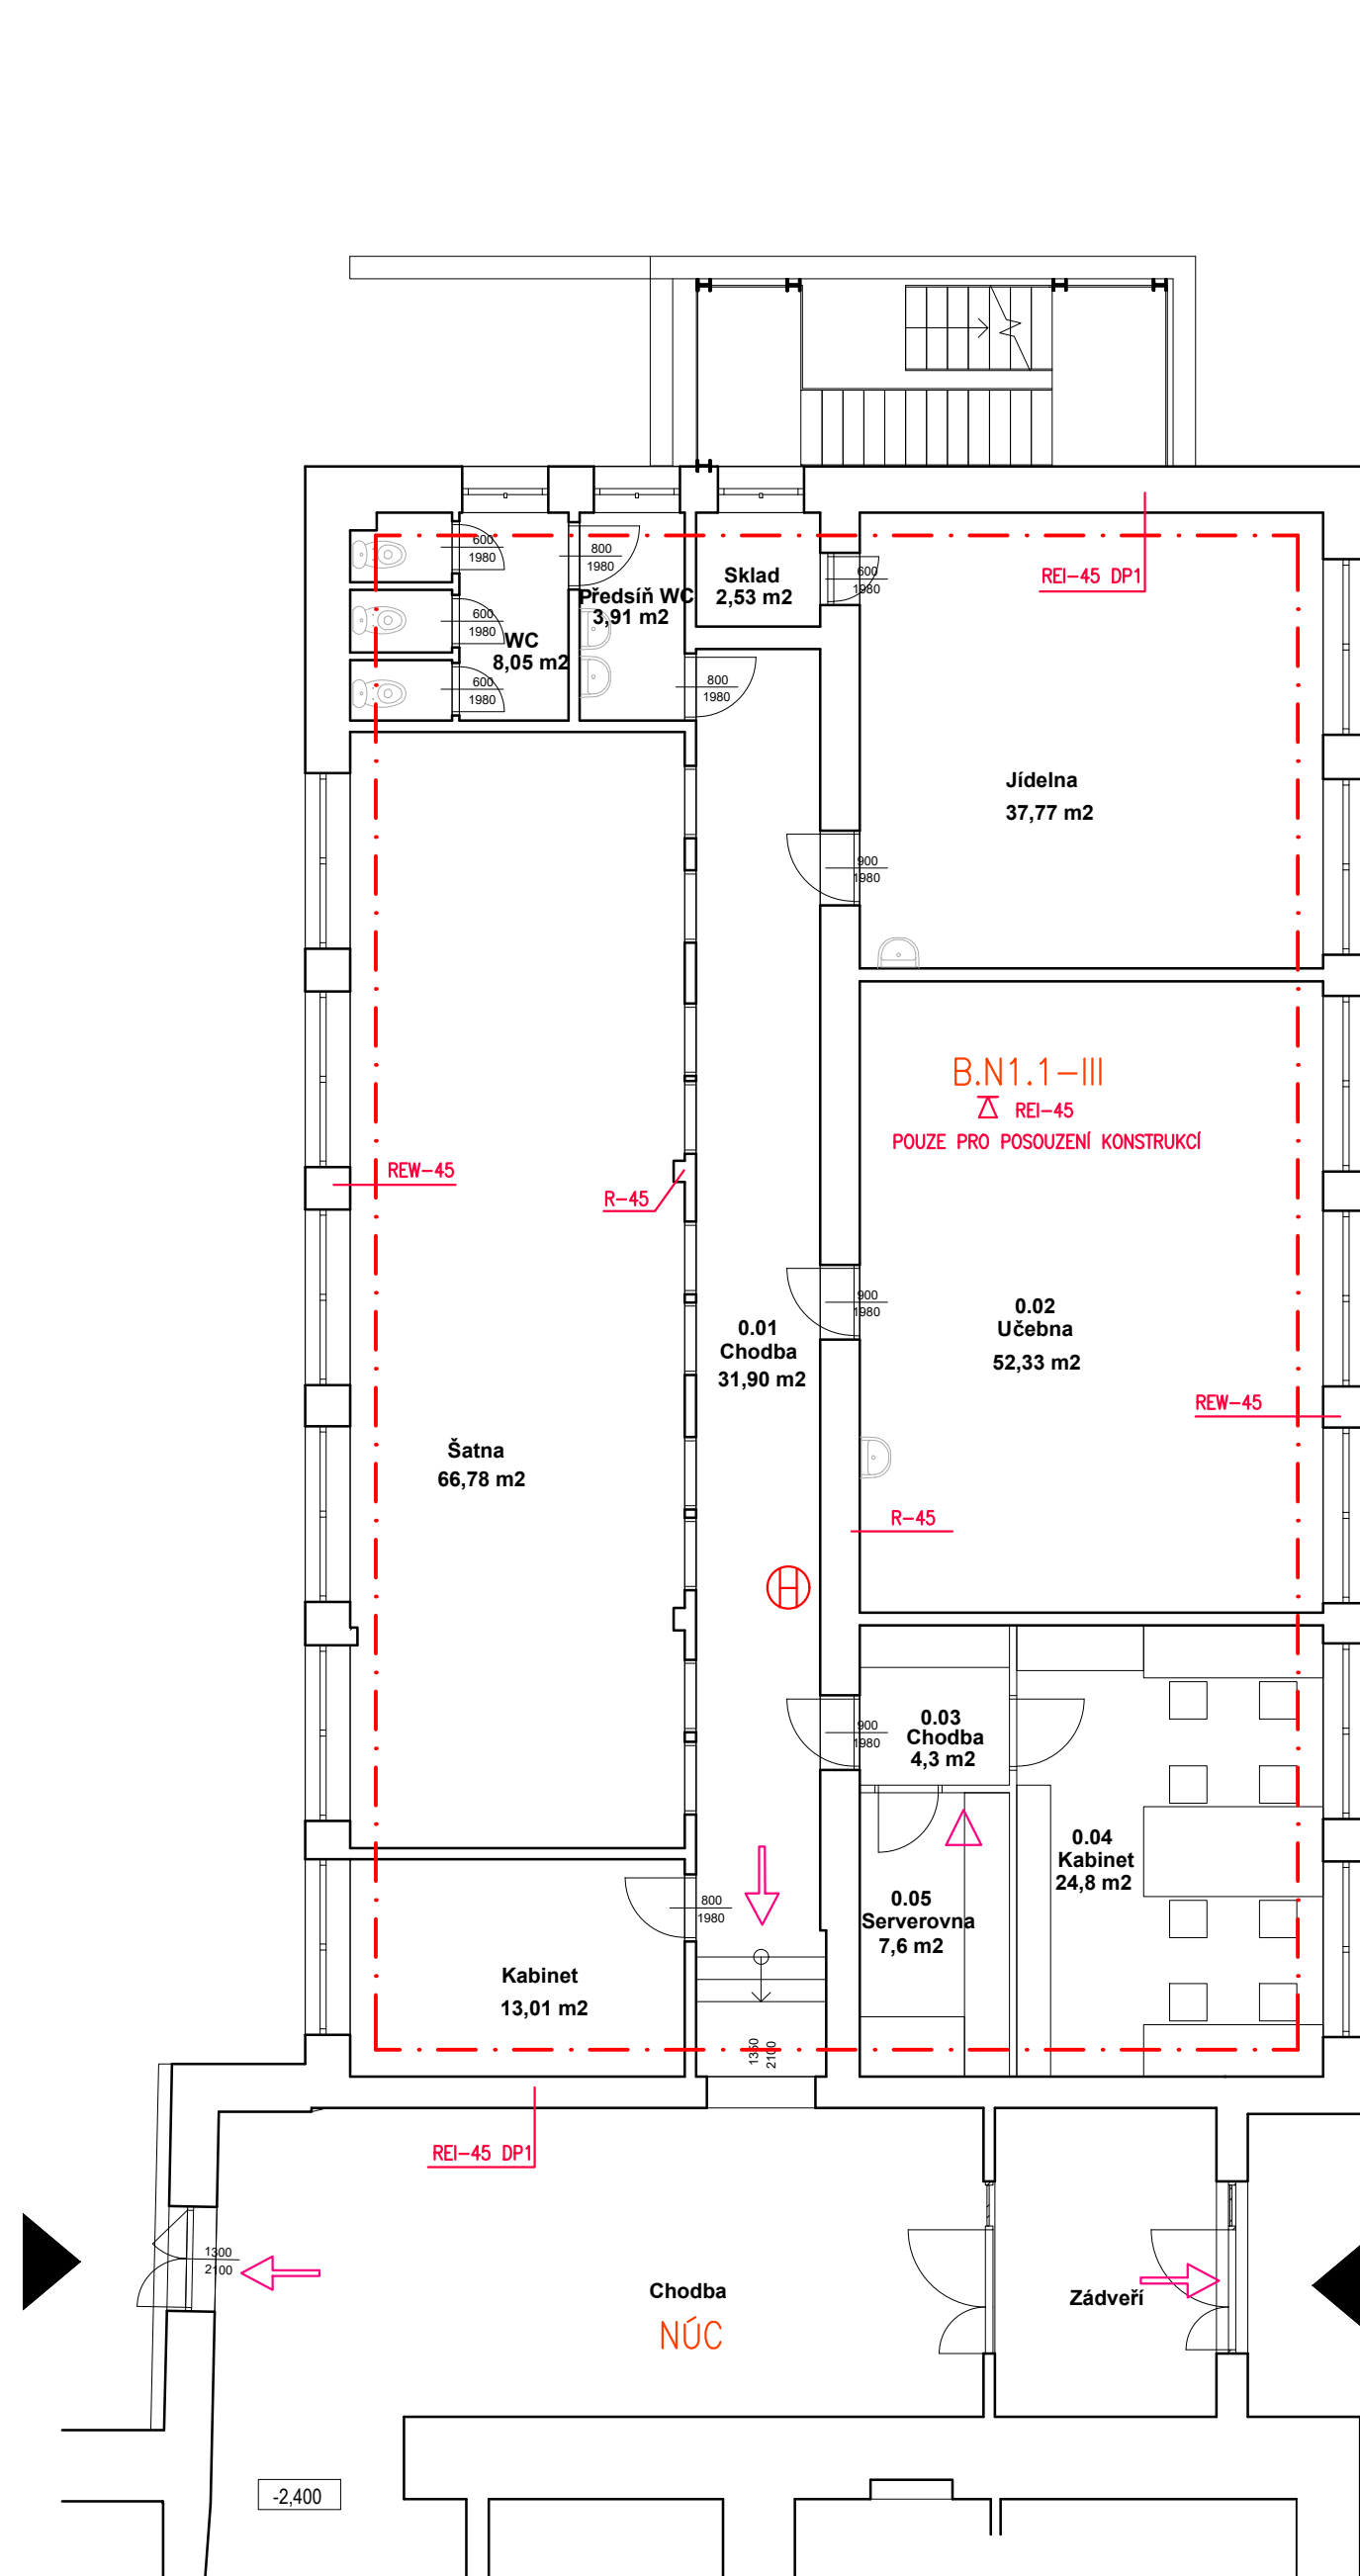 600
1980
800
1980
Sklad
2,53 m2
600
1980
REI-45 DP1
Předsíň WC
3,91 m2
600
1980
WC
8,05 m2
600
1980
800
1980
Jídelna
37,77 m2
900
1980
B.N1.1-III
REI-45
POUZE PRO POSOUZENÍ KONSTRUKCÍ
REW-45
R-45
900
1980
0.01
Chodba
31,90 m2
0.02
Učebna
52,33 m2
REW-45
Šatna
66,78 m2
R-45
H
900
1980
0.03
Chodba
4,3 m2
0.04
Kabinet
24,8 m2
800
1980
0.05
Serverovna
7,6 m2
Kabinet
13,01 m2
1350
2100
REI-45 DP1
1300
2100
Chodba
NÚC
Zádveří
-2,400